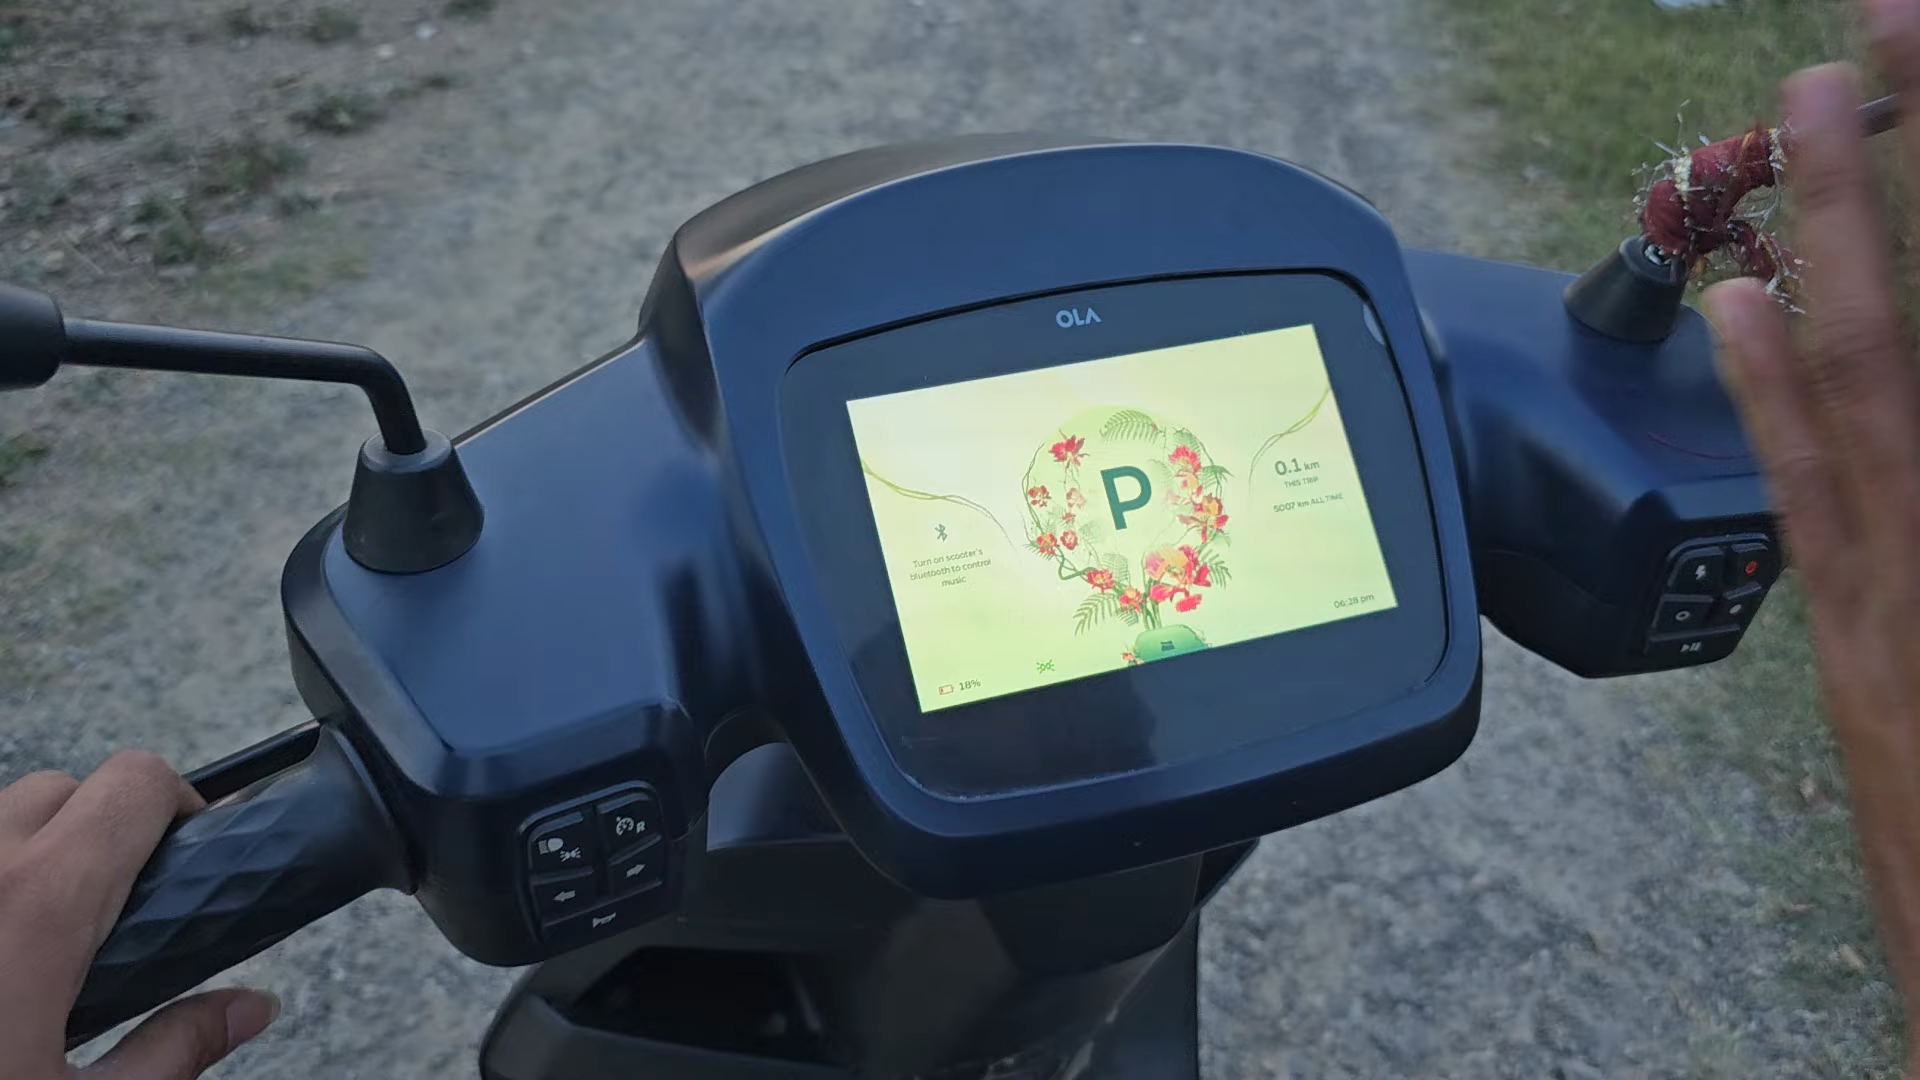 OLA
P
0.1 km
THIS TRIP
5007 km ALL TIME
Turn on scooter's
bluetooth to control
music
06:28 pm
18%
R